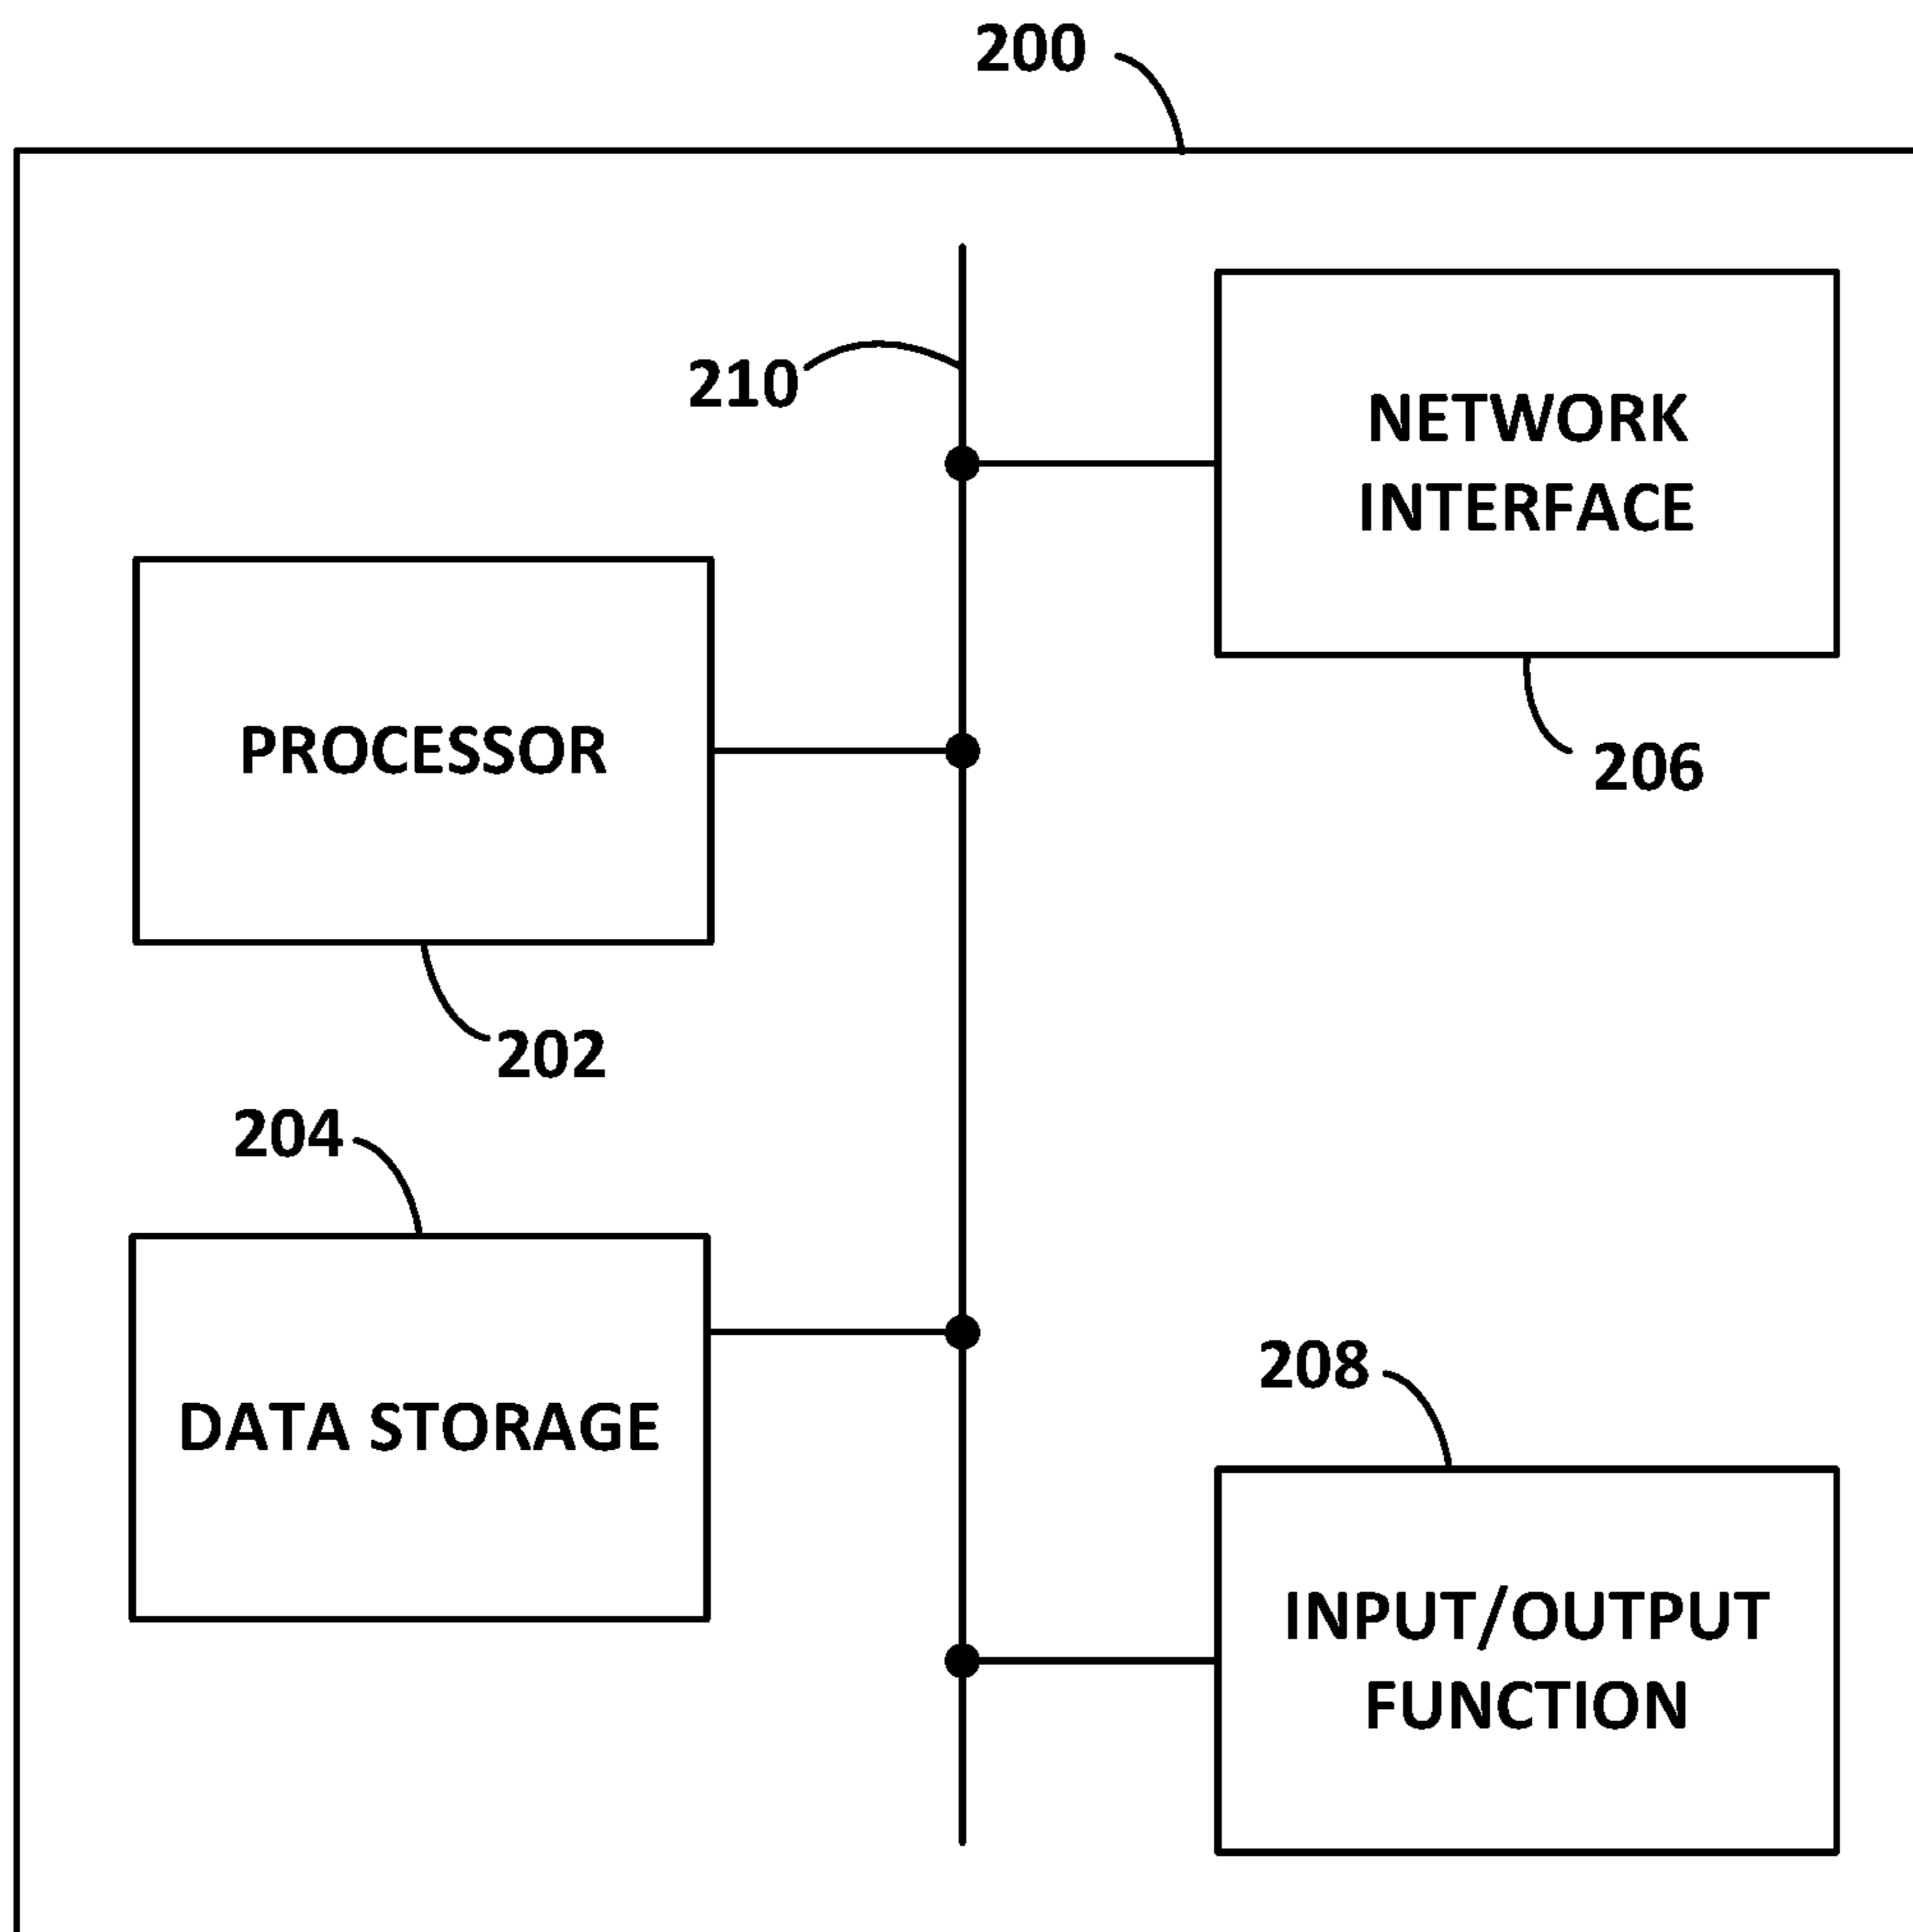 200
210
NETWORK
INTERFACE
206
PROCESSOR
202
204
DATA STORAGE
208
INPUT/OUTPUT
FUNCTION